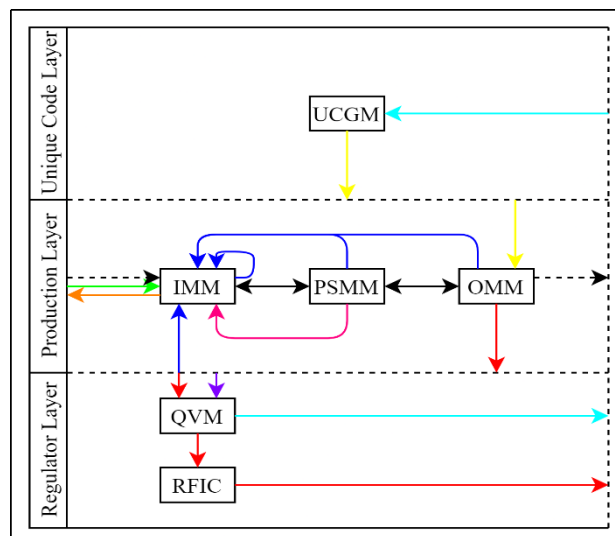 Unique Code Layer
UCGM
Production Layer
IMM
PSMM
OMM
Regulator Layer
QVM
RFIC